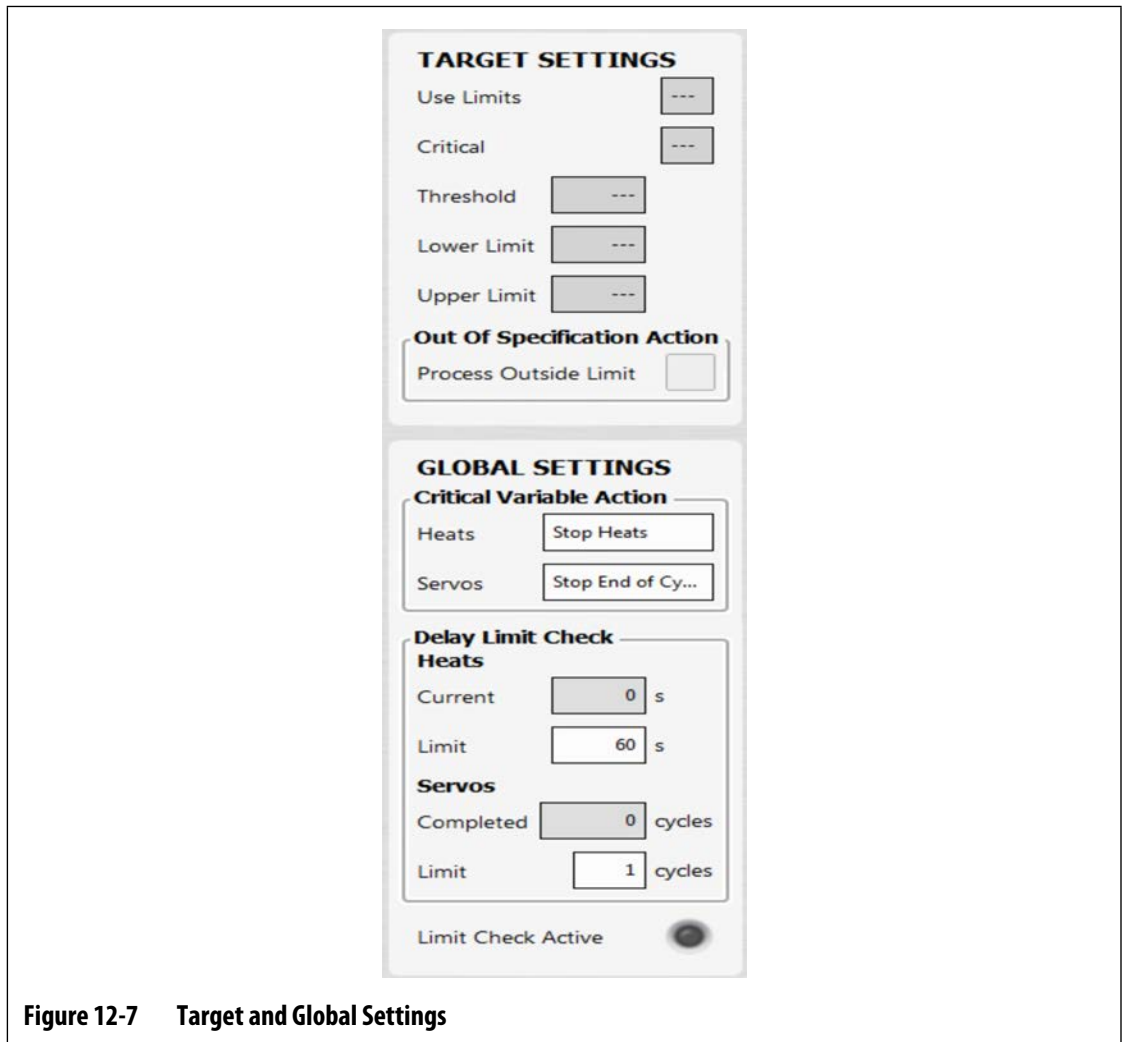 TARGET SETTINGS
Use Limits ---
Critical ---
Threshold ---
Lower Limit ---
Upper Limit ---
Out Of Specification Action
Process Outside Limit
GLOBAL SETTINGS
Critical Variable Action
Heats Stop Heats
Servos Stop End of Cy...
Delay Limit Check
Heats
Current 0 s
Limit 60 s
Servos
Completed 0 cycles
Limit 1 cycles
Limit Check Active
Figure 12-7 Target and Global Settings